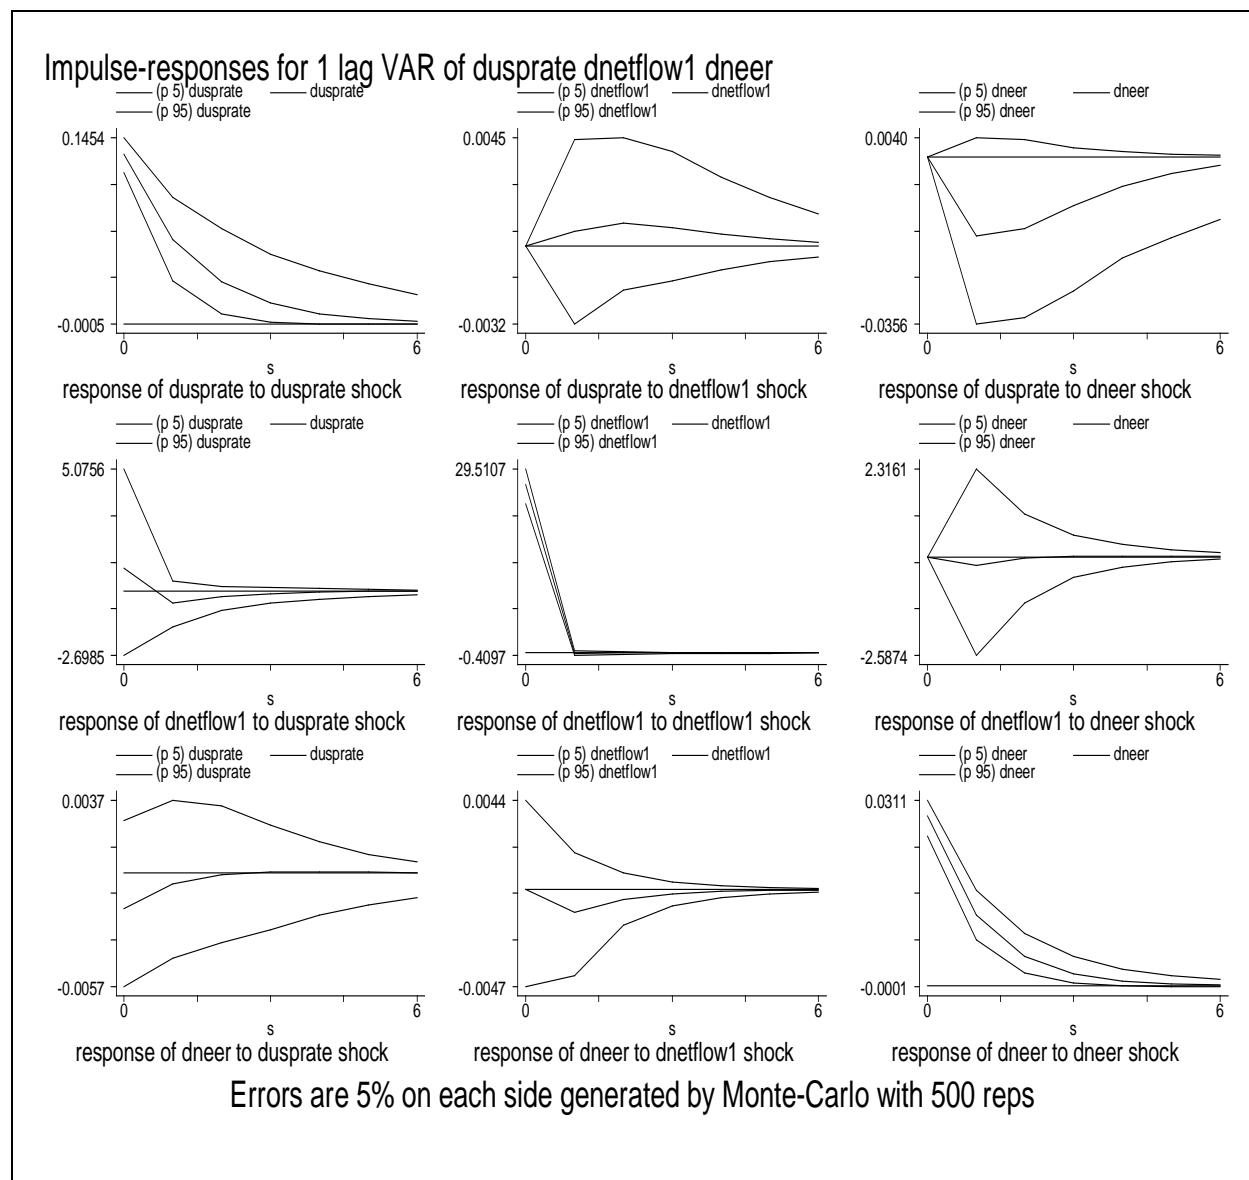 Impulse-responses for 1 lag VAR of dusprate dnetflow1 dneer
(p 5) dusprate dusprate
(p 95) dusprate
0.1454
-0.0005
0 6
s
response of dusprate to dusprate shock
(p 5) dnetflow1 dnetflow1
(p 95) dnetflow1
0.0045
-0.0032
0 6
s
response of dusprate to dnetflow1 shock
(p 5) dneer dneer
(p 95) dneer
0.0040
-0.0356
0 6
s
response of dusprate to dneer shock
(p 5) dusprate dusprate
(p 95) dusprate
5.0756
-2.6985
0 6
s
response of dnetflow1 to dusprate shock
(p 5) dnetflow1 dnetflow1
(p 95) dnetflow1
29.5107
-0.4097
0 6
s
response of dnetflow1 to dnetflow1 shock
(p 5) dneer dneer
(p 95) dneer
2.3161
-2.5874
0 6
s
response of dnetflow1 to dneer shock
(p 5) dusprate dusprate
(p 95) dusprate
0.0037
-0.0057
0 6
s
response of dneer to dusprate shock
(p 5) dnetflow1 dnetflow1
(p 95) dnetflow1
0.0044
-0.0047
0 6
s
response of dneer to dnetflow1 shock
(p 5) dneer dneer
(p 95) dneer
0.0311
-0.0001
0 6
s
response of dneer to dneer shock
Errors are 5% on each side generated by Monte-Carlo with 500 reps